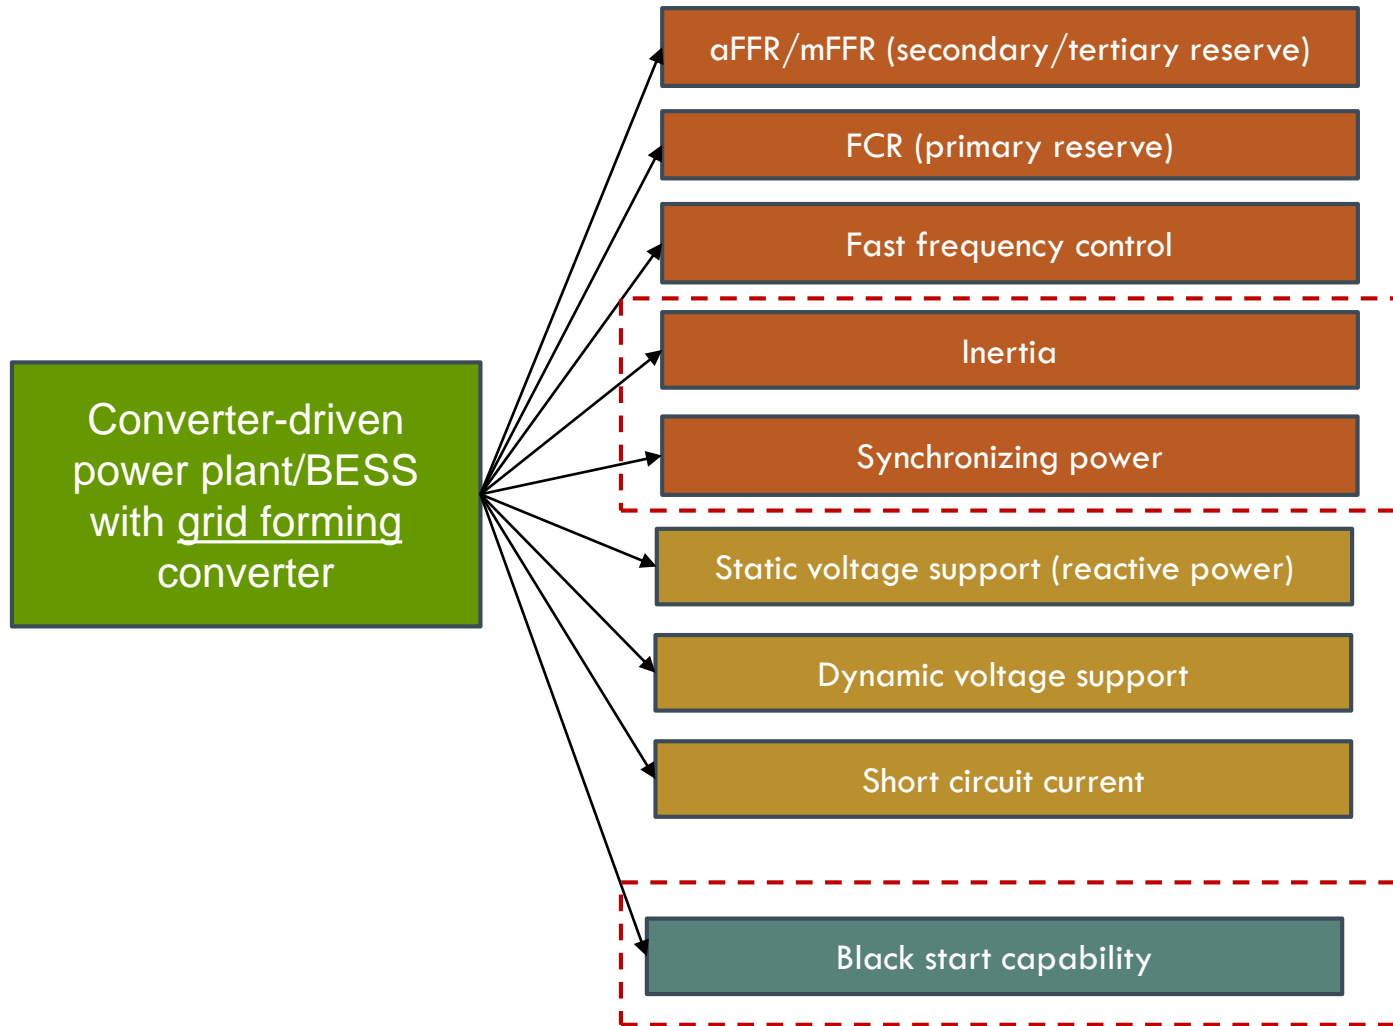 aFFR/mFFR (secondary/tertiary reserve)
FCR (primary reserve)
Fast frequency control
Inertia
Converter-driven
power plant/BESS
with grid forming
converter
Synchronizing power
Static voltage support (reactive power)
Dynamic voltage support
Short circuit current
Black start capability